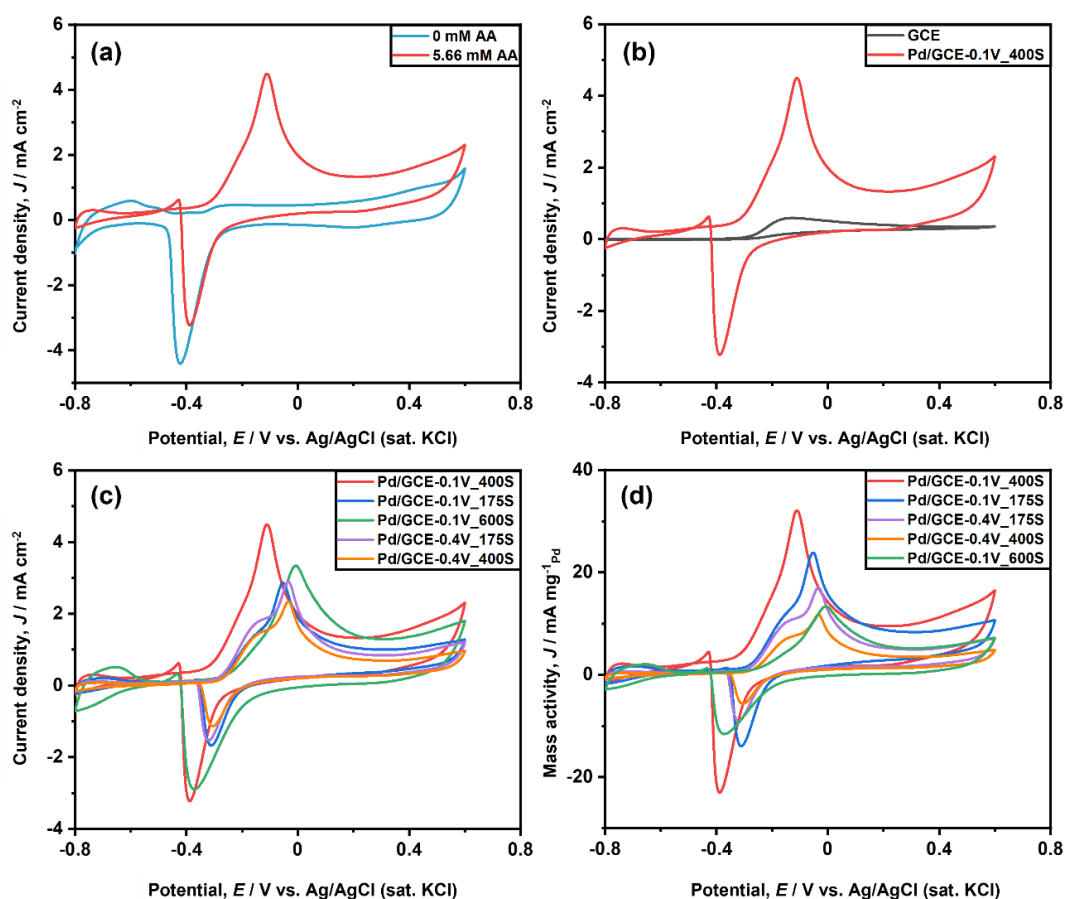 (a)
0 mM AA
5.66 mM AA
Current density, J / mA cm⁻²
6
4
2
0
-2
-4
-0.8
-0.4
0
0.4
0.8
Potential, E / V vs. Ag/AgCl (sat. KCl)
(b)
GCE
Pd/GCE-0.1V_400S
Current density, J / mA cm⁻²
6
4
2
0
-2
-4
-0.8
-0.4
0
0.4
0.8
Potential, E / V vs. Ag/AgCl (sat. KCl)
(c)
Pd/GCE-0.1V_400S
Pd/GCE-0.1V_175S
Pd/GCE-0.1V_600S
Pd/GCE-0.4V_175S
Pd/GCE-0.4V_400S
Current density, J / mA cm⁻²
6
4
2
0
-2
-4
-0.8
-0.4
0
0.4
0.8
Potential, E / V vs. Ag/AgCl (sat. KCl)
(d)
Pd/GCE-0.1V_400S
Pd/GCE-0.1V_175S
Pd/GCE-0.4V_175S
Pd/GCE-0.4V_400S
Pd/GCE-0.1V_600S
Mass activity, J / mA mg⁻¹Pd
40
20
0
-20
-0.8
-0.4
0
0.4
0.8
Potential, E / V vs. Ag/AgCl (sat. KCl)